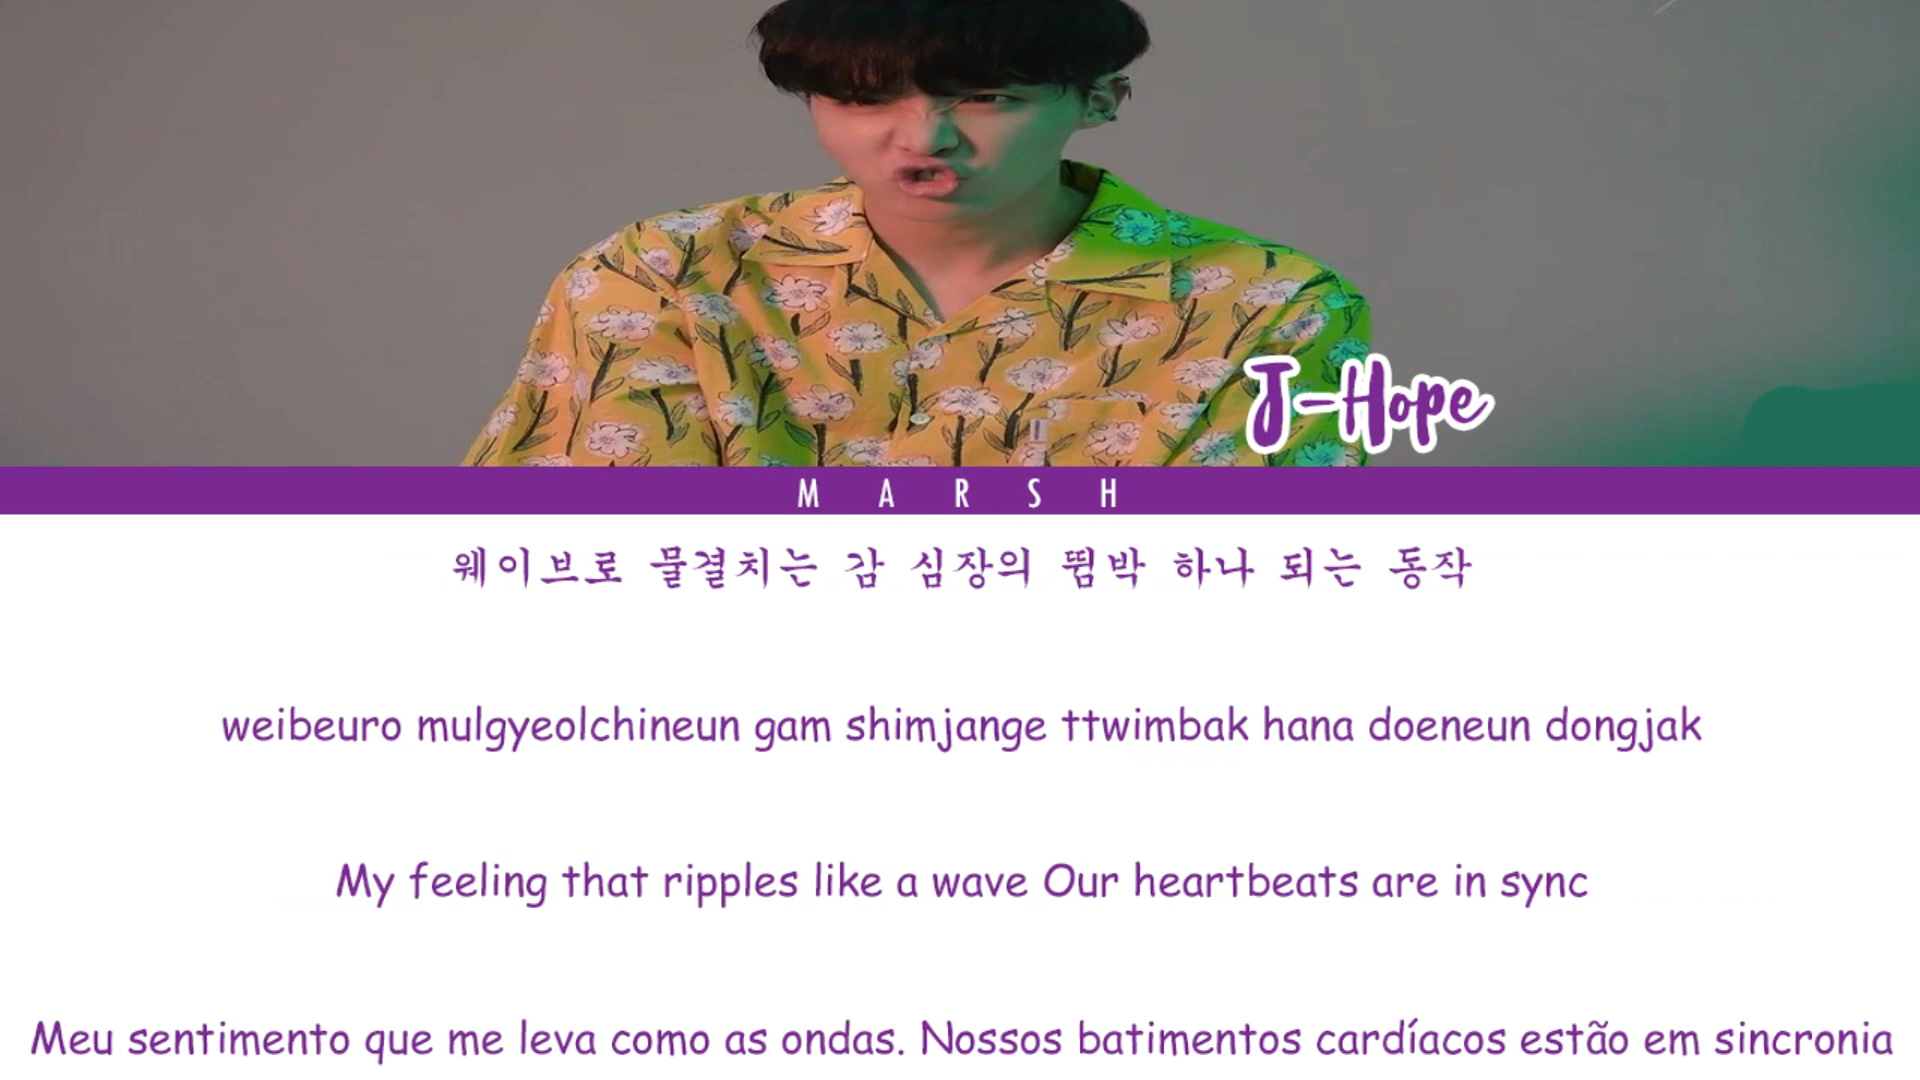 J-Hope
MARSH
웨이브로 물결치는 감 심장의 뜀박 하나 되는 동작
weibeuro mulgyeolchineun gam shimjange ttwimbak hana doeneun dongjak
My feeling that ripples like a wave Our heartbeats are in sync
Meu sentimento que me leva como as ondas. Nossos batimentos cardíacos estão em sincronia